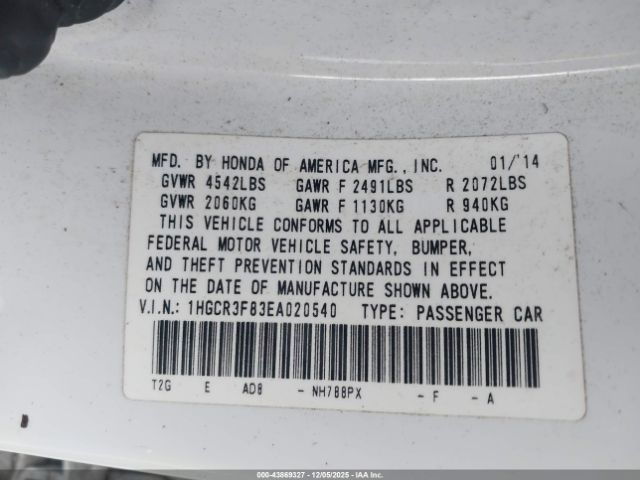 MFD. BY HONDA OF AMERICA MFG., INC. 01/'14
GVWR 4542LBS GAWR F 2491LBS R 2072LBS
GVWR 2060KG GAWR F 1130KG R 940KG
THIS VEHICLE CONFORMS TO ALL APPLICABLE
FEDERAL MOTOR VEHICLE SAFETY, BUMPER,
AND THEFT PREVENTION STANDARDS IN EFFECT
ON THE DATE OF MANUFACTURE SHOWN ABOVE.
V.I.N.: 1HGCR3F83EA020540 TYPE: PASSENGER CAR
T2G E AD8 - NH788PX - F - A
000-43869327 - 12/05/2025 - IAA